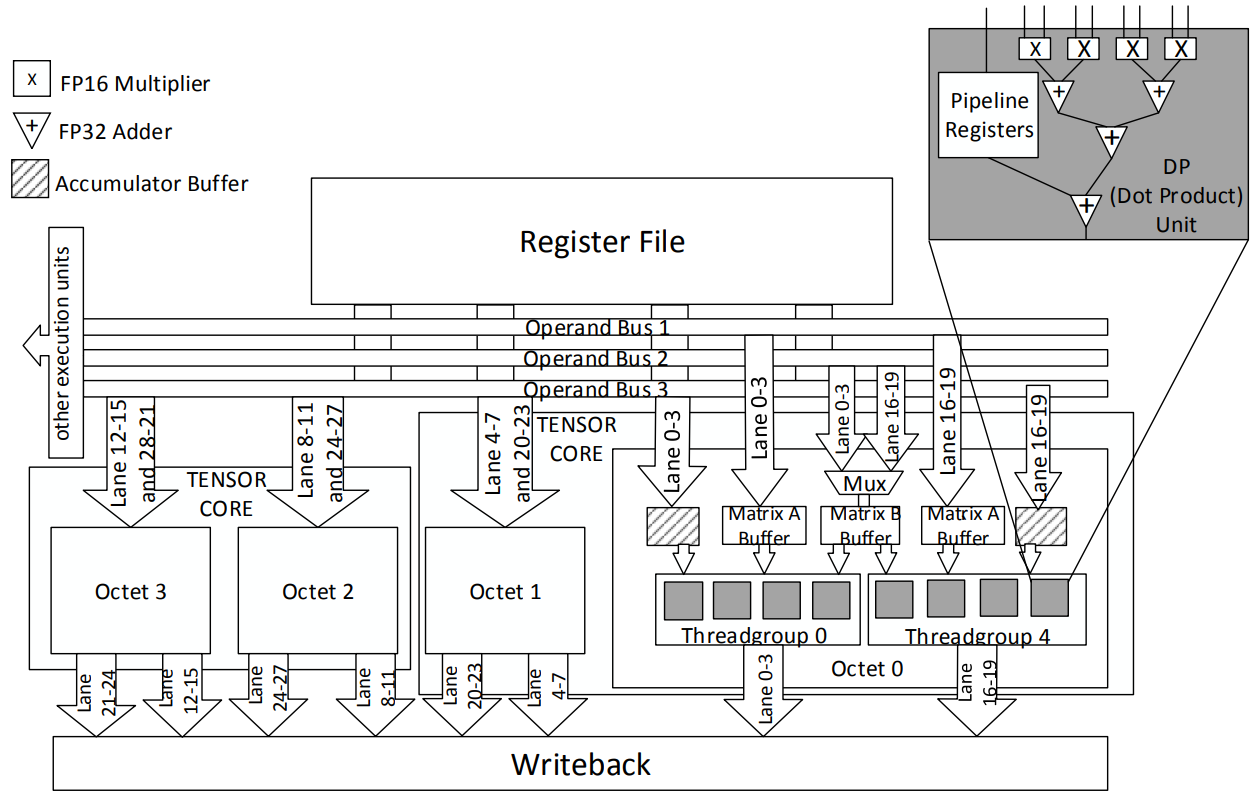 X
FP16 Multiplier
+
FP32 Adder
Accumulator Buffer
X X X X
+ +
+
+
Pipeline
Registers
DP
(Dot Product)
Unit
Register File
other execution units
Operand Bus 1
Operand Bus 2
Operand Bus 3
Lane 12-15
and 28-21
Lane 8-11
and 24-27
Lane 4-7
and 20-23
Lane 0-3
Lane 0-3
Lane 0-3
Lane 16-19
Lane 16-19
Lane 16-19
TENSOR
CORE
TENSOR
CORE
Mux
Matrix A
Buffer
Matrix B
Buffer
Matrix A
Buffer
Octet 3
Octet 2
Octet 1
Threadgroup 0
Threadgroup 4
Octet 0
Lane
21-24
Lane
12-15
Lane
24-27
Lane
8-11
Lane
20-23
Lane
4-7
Lane 0-3
Lane
16-19
Writeback